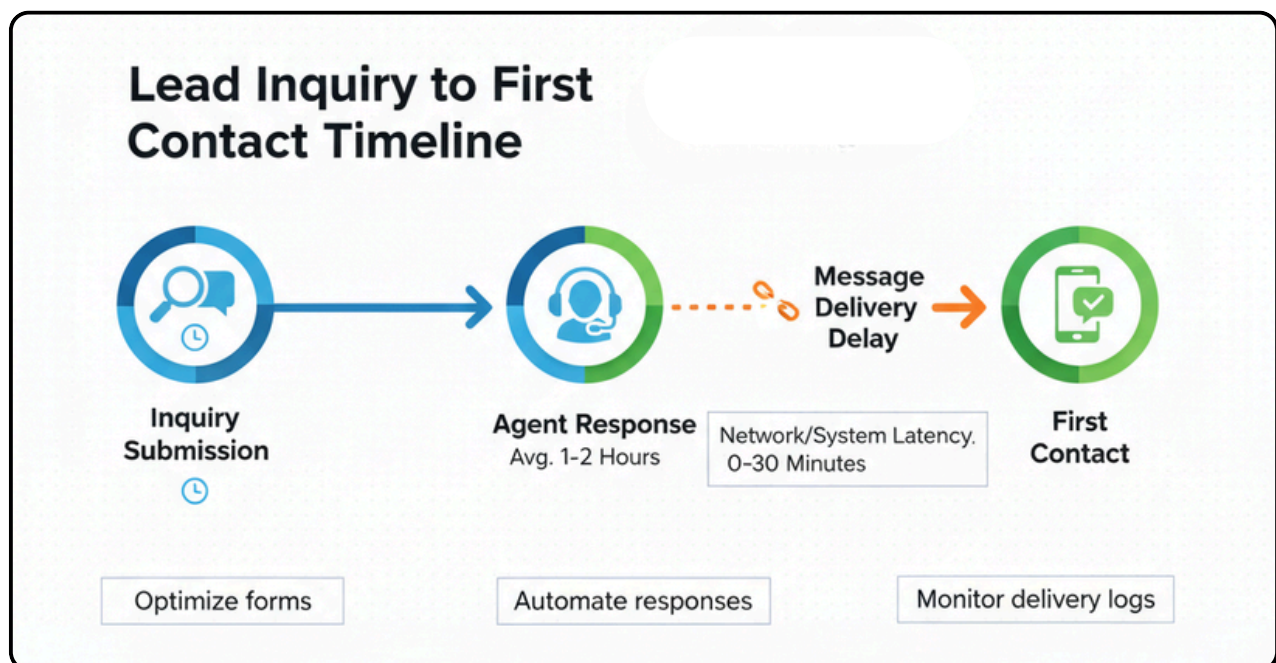 Lead Inquiry to First
Contact Timeline
Message
Delivery
Delay
Inquiry
Submission
Agent Response
Avg. 1-2 Hours
Network/System Latency.
0-30 Minutes
First
Contact
Optimize forms
Automate responses
Monitor delivery logs